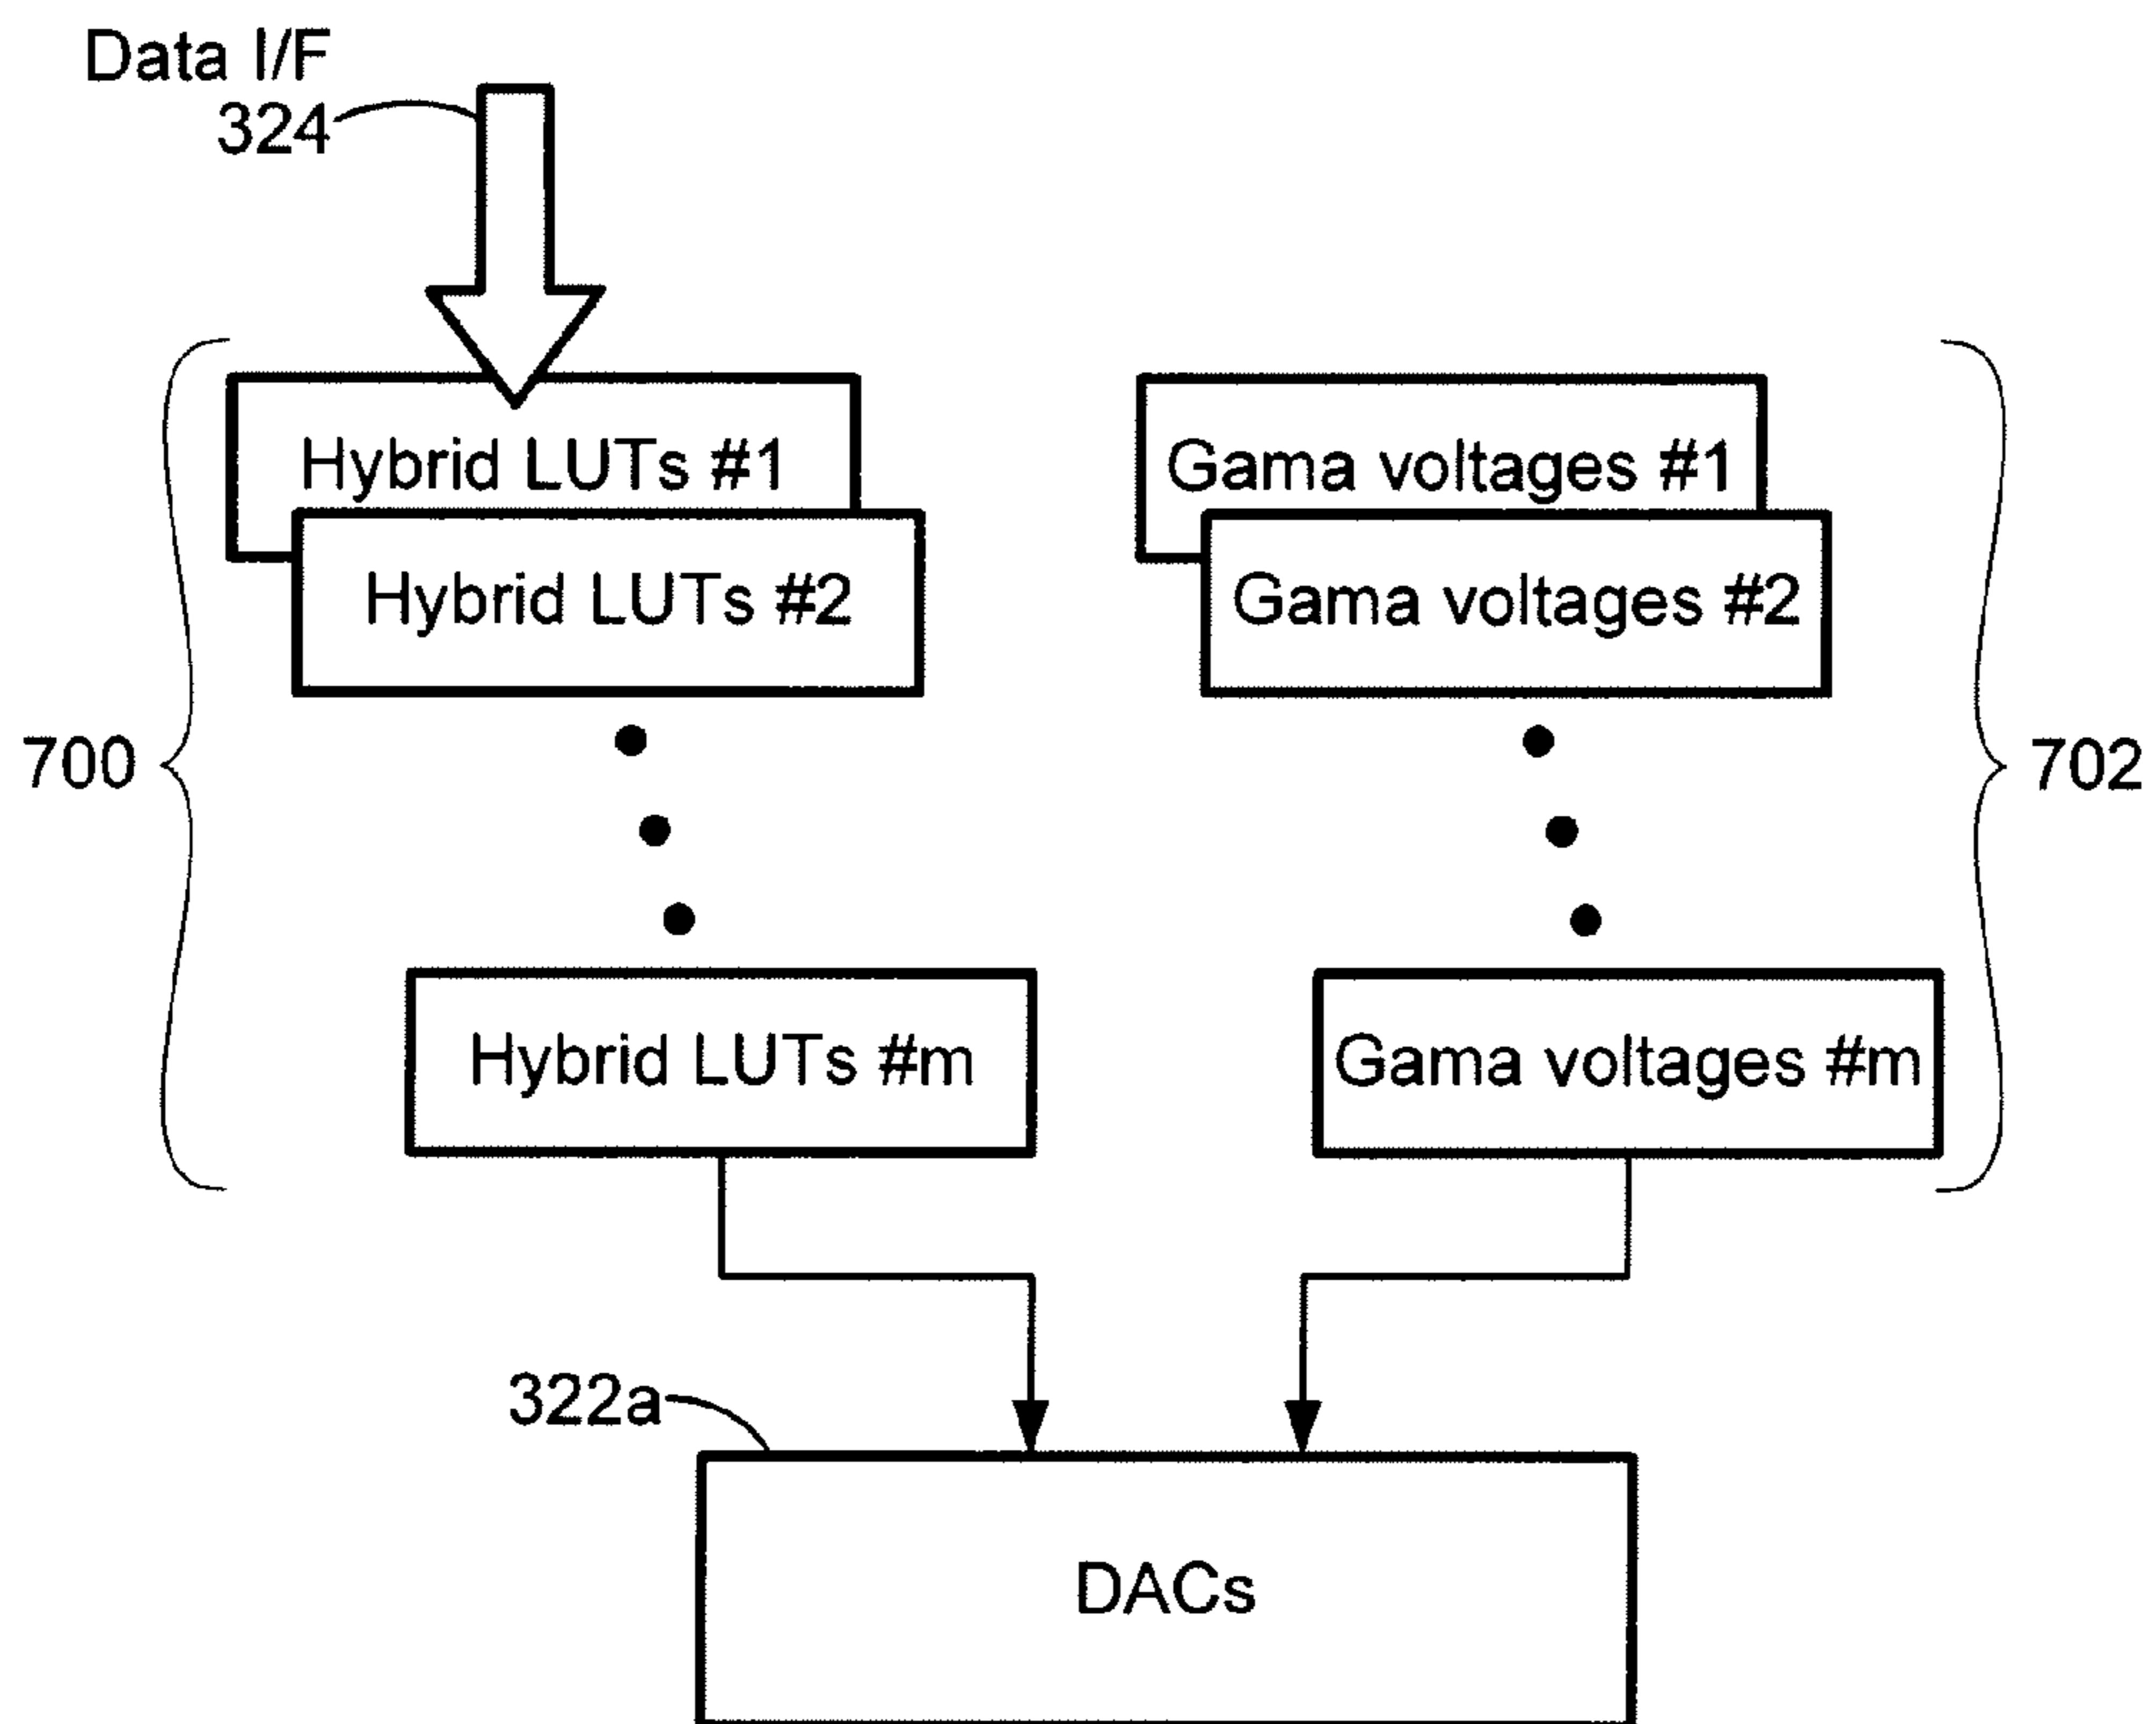 Data I/F
324
Hybrid LUTs #1
Gama voltages #1
Hybrid LUTs #2
Gama voltages #2
700
702
Hybrid LUTs #m
Gama voltages #m
322a
DACs